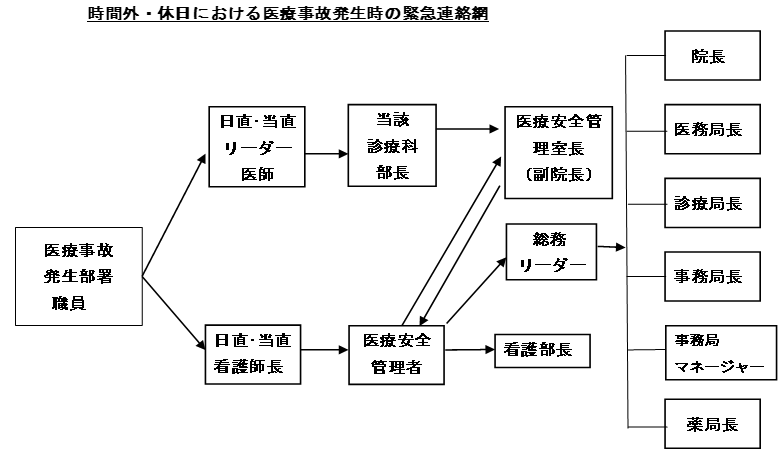 時間外・休日における医療事故発生時の緊急連絡網
医療事故
発生部署
職員
日直・当直
リーダー
医師
当該
診療科
部長
医療安全管
理室長
（副院長）
日直・当直
看護師長
医療安全
管理者
総務
リーダー
看護部長
院長
医務局長
診療局長
事務局長
事務局
マネージャー
薬局長